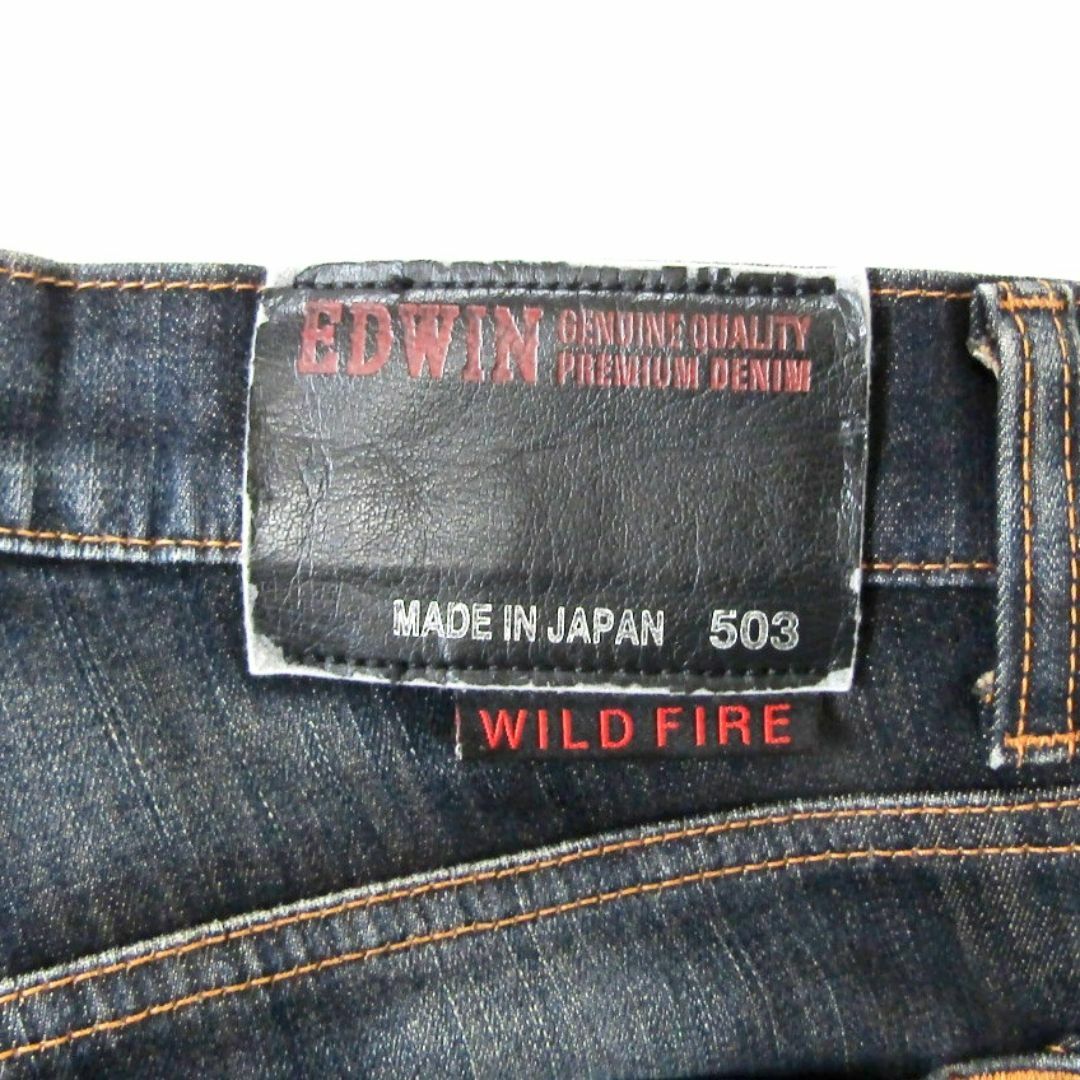 EDWIN GENUINE QUALITY
PREMIUM DENIM
MADE IN JAPAN 503
WILD FIRE